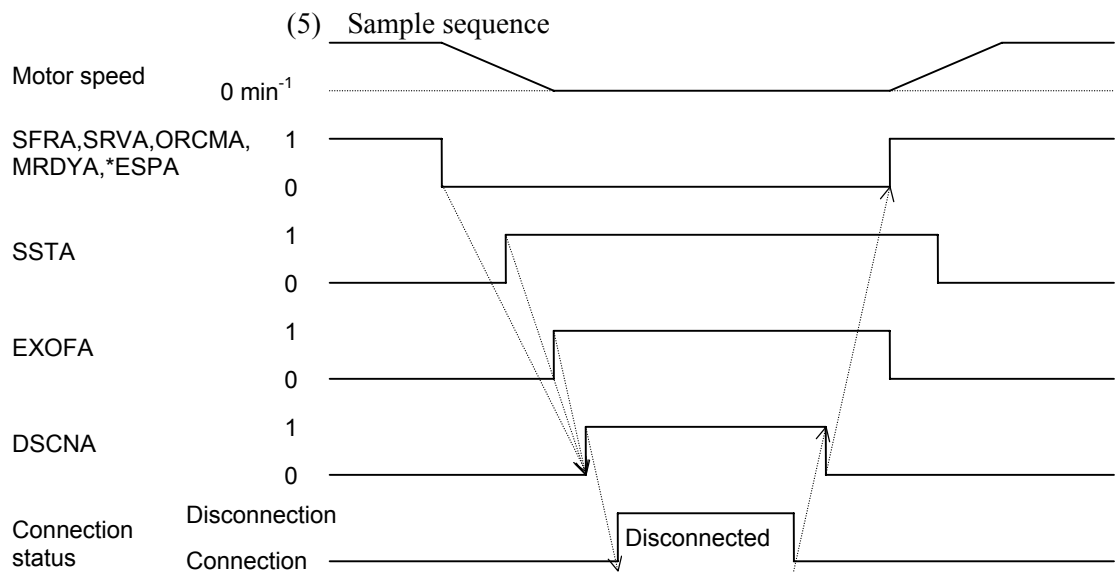 (5) Sample sequence
Motor speed
0 min-1
SFRA,SRVA,ORCMA,
MRDYA,*ESPA
1
0
SSTA
1
0
EXOFA
1
0
DSCNA
1
0
Connection
status
Disconnection
Connection
Disconnected